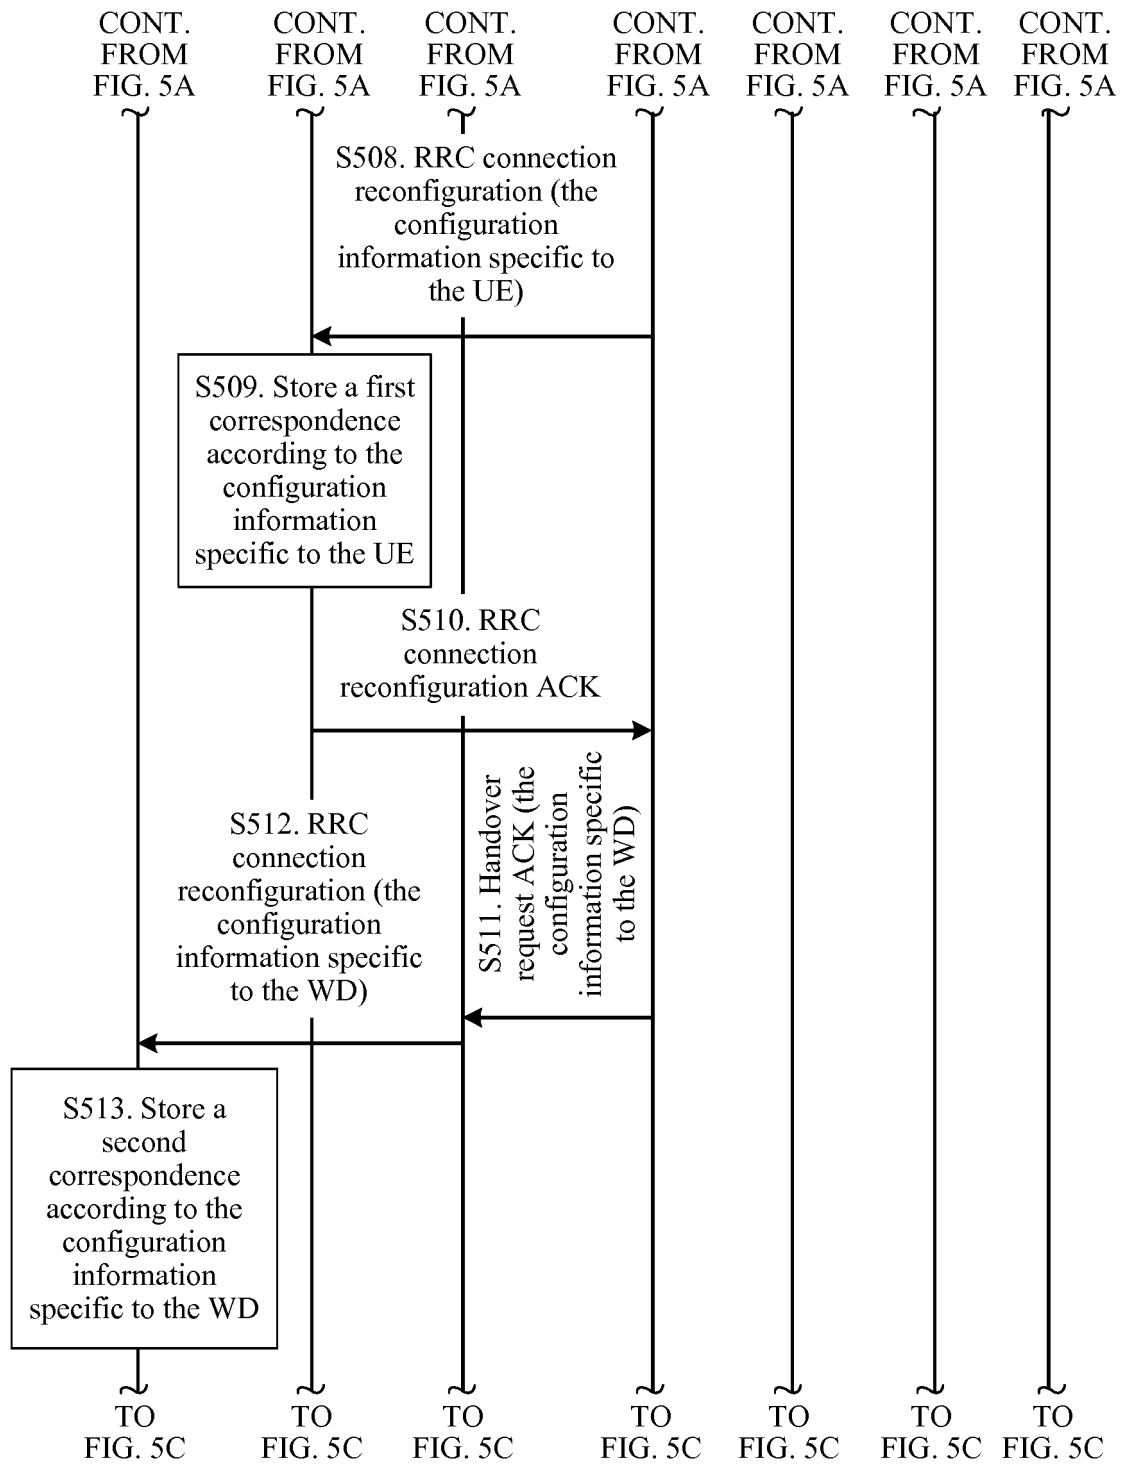 CONT.
FROM
FIG. 5A
CONT.
FROM
FIG. 5A
CONT.
FROM
FIG. 5A
CONT.
FROM
FIG. 5A
CONT.
FROM
FIG. 5A
CONT.
FROM
FIG. 5A
CONT.
FROM
FIG. 5A
S508. RRC connection
reconfiguration (the
configuration
information specific to
the UE)
S509. Store a first
correspondence
according to the
configuration
information
specific to the UE
S510. RRC
connection
reconfiguration ACK
S511. Handover
request ACK (the
configuration
information specific
to the WD)
S512. RRC
connection
reconfiguration (the
configuration
information specific
to the WD)
S513. Store a
second
correspondence
according to the
configuration
information
specific to the WD
TO
FIG. 5C
TO
FIG. 5C
TO
FIG. 5C
TO
FIG. 5C
TO
FIG. 5C
TO
FIG. 5C
TO
FIG. 5C